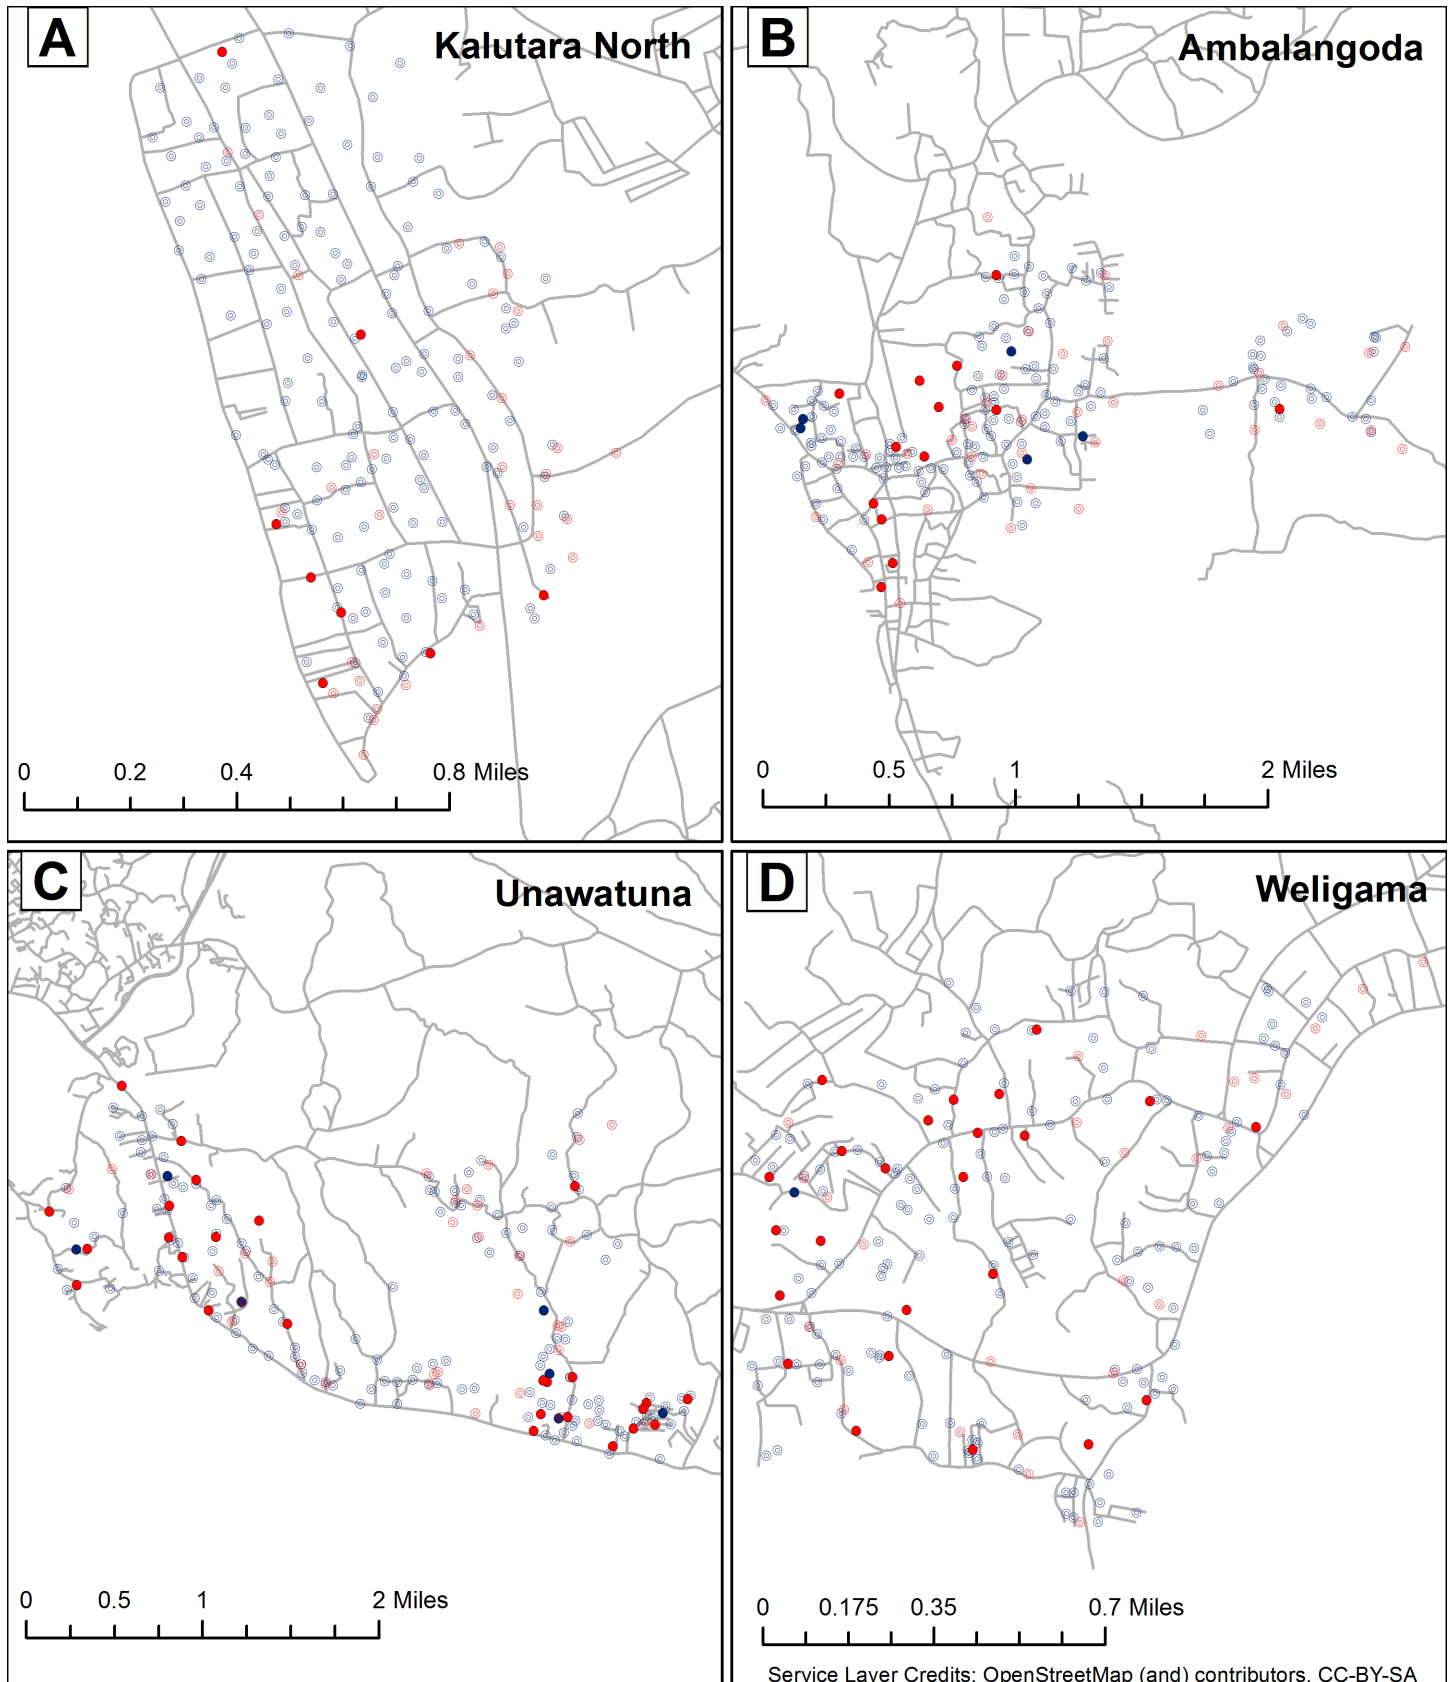 A
Kalutara North
0 0.2 0.4 0.8 Miles
B
Ambalangoda
0 0.5 1 2 Miles
C
Unawatuna
0 0.5 1 2 Miles
D
Weligama
0 0.175 0.35 0.7 Miles
Service Layer Credits: OpenStreetMap (and) contributors, CC-BY-SA